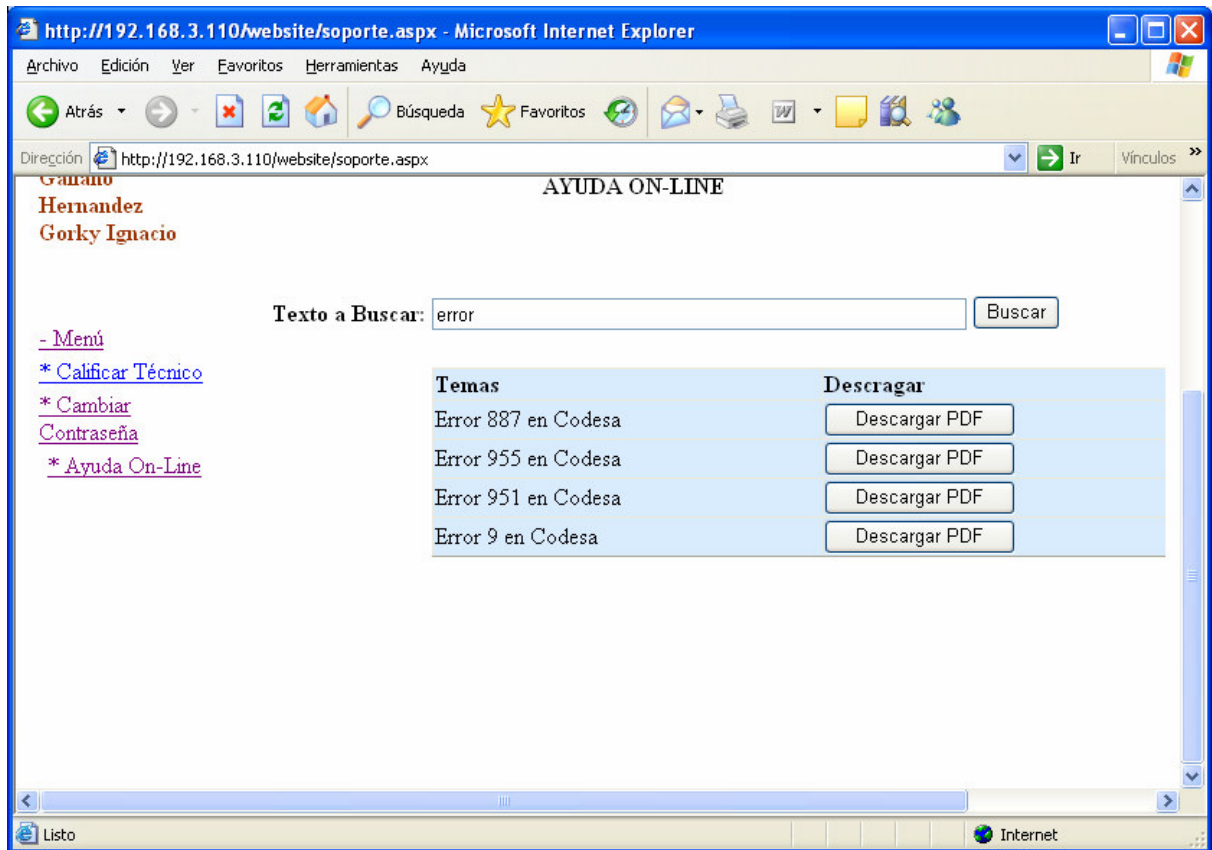 http://192.168.3.110/website/soporte.aspx - Microsoft Internet Explorer
Archivo Edición Ver Favoritos Herramientas Ayuda
Atrás Búsqueda Favoritos
Dirección http://192.168.3.110/website/soporte.aspx Ir Vínculos »
AYUDA ON-LINE
Hernandez
Gorky Ignacio
Texto a Buscar: error Buscar
- Menú
* Calificar Técnico
* Cambiar
Contraseña
* Ayuda On-Line
Temas Descragar
Error 887 en Codesa Descargar PDF
Error 955 en Codesa Descargar PDF
Error 951 en Codesa Descargar PDF
Error 9 en Codesa Descargar PDF
Listo Internet